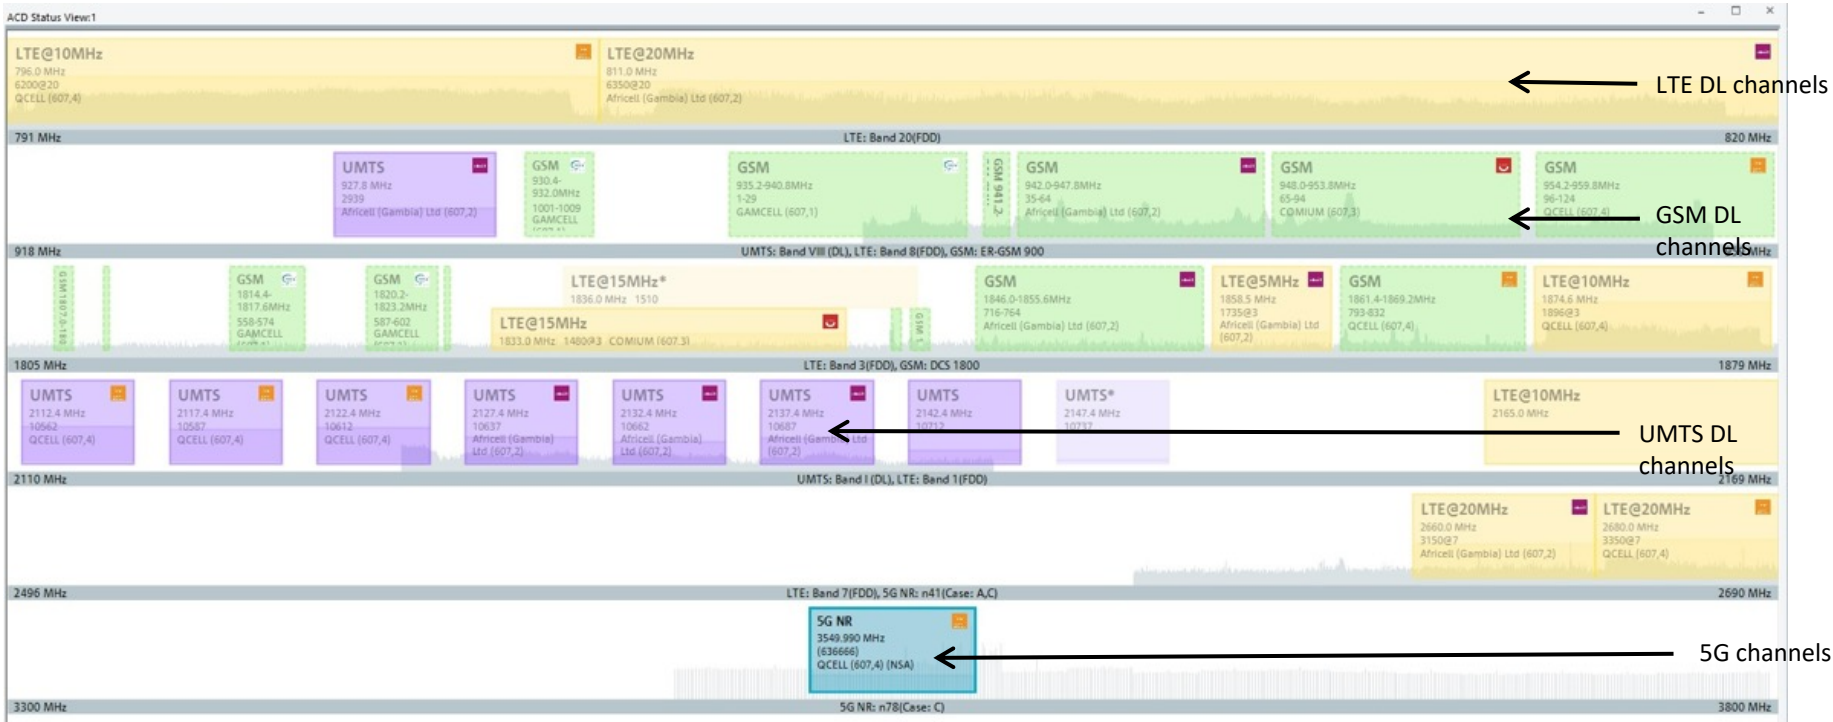 ACD Status View:1
LTE@10MHz
796.0 MHz
6200@20
QCELL (607,4)
LTE@20MHz
811.0 MHz
6350@20
Africell (Gambia) Ltd (607,2)
LTE DL channels
791 MHz
LTE: Band 20(FDD)
820 MHz
UMTS
927.8 MHz
2939
Africell (Gambia) Ltd (607,2)
GSM
930.4-
932.0MHz
1001-1009
GAMCELL
GSM
935.2-940.8MHz
1-29
GAMCELL (607,1)
GSM 941.2-
GSM
942.0-947.8MHz
35-64
Africell (Gambia) Ltd (607,2)
GSM
948.0-953.8MHz
65-94
COMIUM (607,3)
GSM
954.2-959.8MHz
96-124
QCELL (607,4)
GSM DL
channels
918 MHz
UMTS: Band VIII (DL), LTE: Band 8(FDD), GSM: ER-GSM 900
MHz
GSM 1807.0-180
GSM
1814.4-
1817.6MHz
558-574
GAMCELL
GSM
1820.2-
1823.2MHz
587-602
GAMCELL
LTE@15MHz*
1836.0 MHz 1510
LTE@15MHz
1833.0 MHz 1480@3 COMIUM (607,3)
GSM 1
GSM
1846.0-1855.6MHz
716-764
Africell (Gambia) Ltd (607,2)
LTE@5MHz
1858.5 MHz
1735@3
Africell (Gambia) Ltd
(607,2)
GSM
1861.4-1869.2MHz
793-832
QCELL (607,4)
LTE@10MHz
1874.6 MHz
1896@3
QCELL (607,4)
1805 MHz
LTE: Band 3(FDD), GSM: DCS 1800
1879 MHz
UMTS
2112.4 MHz
10562
QCELL (607,4)
UMTS
2117.4 MHz
10587
QCELL (607,4)
UMTS
2122.4 MHz
10612
QCELL (607,4)
UMTS
2127.4 MHz
10637
Africell (Gambia)
Ltd (607,2)
UMTS
2132.4 MHz
10662
Africell (Gambia)
Ltd (607,2)
UMTS
2137.4 MHz
10687
Africell (Gambia) Ltd
(607,2)
UMTS
2142.4 MHz
10712
UMTS*
2147.4 MHz
10737
LTE@10MHz
2165.0 MHz
UMTS DL
channels
2110 MHz
UMTS: Band I (DL), LTE: Band 1(FDD)
2169 MHz
LTE@20MHz
2660.0 MHz
3150@7
Africell (Gambia) Ltd (607,2)
LTE@20MHz
2680.0 MHz
3350@7
QCELL (607,4)
2496 MHz
LTE: Band 7(FDD), 5G NR: n41(Case: A,C)
2690 MHz
5G NR
3549.990 MHz
(636666)
QCELL (607,4) (NSA)
5G channels
3300 MHz
5G NR: n78(Case: C)
3800 MHz